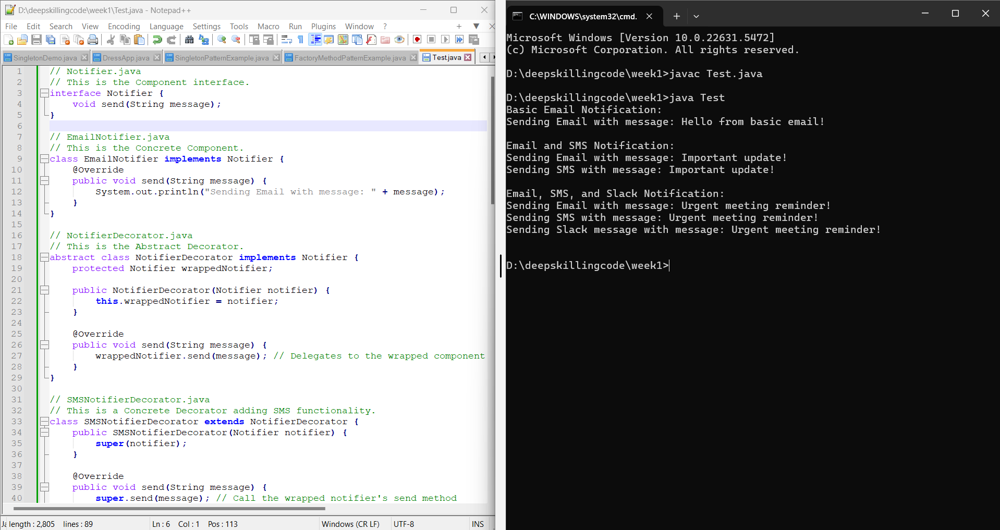 D:\deepskillingcode\week1\Test.java - Notepad++
File Edit Search View Encoding Language Settings Tools Macro Run Plugins Window ?
SingletonDemo.java DressApp.java SingletonPatternExample.java FactoryMethodPatternExample.java Test.java
1 // Notifier.java
2 // This is the Component interface.
3 interface Notifier {
4 void send(String message);
5 }
6
7 // EmailNotifier.java
8 // This is the Concrete Component.
9 class EmailNotifier implements Notifier {
10 @Override
11 public void send(String message) {
12 System.out.println("Sending Email with message: " + message);
13 }
14 }
15
16 // NotifierDecorator.java
17 // This is the Abstract Decorator.
18 abstract class NotifierDecorator implements Notifier {
19 protected Notifier wrappedNotifier;
20
21 public NotifierDecorator(Notifier notifier) {
22 this.wrappedNotifier = notifier;
23 }
24
25 @Override
26 public void send(String message) {
27 wrappedNotifier.send(message); // Delegates to the wrapped component
28 }
29 }
30
31 // SMSNotifierDecorator.java
32 // This is a Concrete Decorator adding SMS functionality.
33 class SMSNotifierDecorator extends NotifierDecorator {
34 public SMSNotifierDecorator(Notifier notifier) {
35 super(notifier);
36 }
37
38 @Override
39 public void send(String message) {
40 super.send(message); // Call the wrapped notifier's send method
Ja length : 2,805 lines : 89 Ln : 6 Col : 1 Pos : 113 Windows (CR LF) UTF-8 INS
C:\WINDOWS\system32\cmd.
Microsoft Windows [Version 10.0.22631.5472]
(c) Microsoft Corporation. All rights reserved.
D:\deepskillingcode\week1>javac Test.java
D:\deepskillingcode\week1>java Test
Basic Email Notification:
Sending Email with message: Hello from basic email!
Email and SMS Notification:
Sending Email with message: Important update!
Sending SMS with message: Important update!
Email, SMS, and Slack Notification:
Sending Email with message: Urgent meeting reminder!
Sending SMS with message: Urgent meeting reminder!
Sending Slack message with message: Urgent meeting reminder!
D:\deepskillingcode\week1>